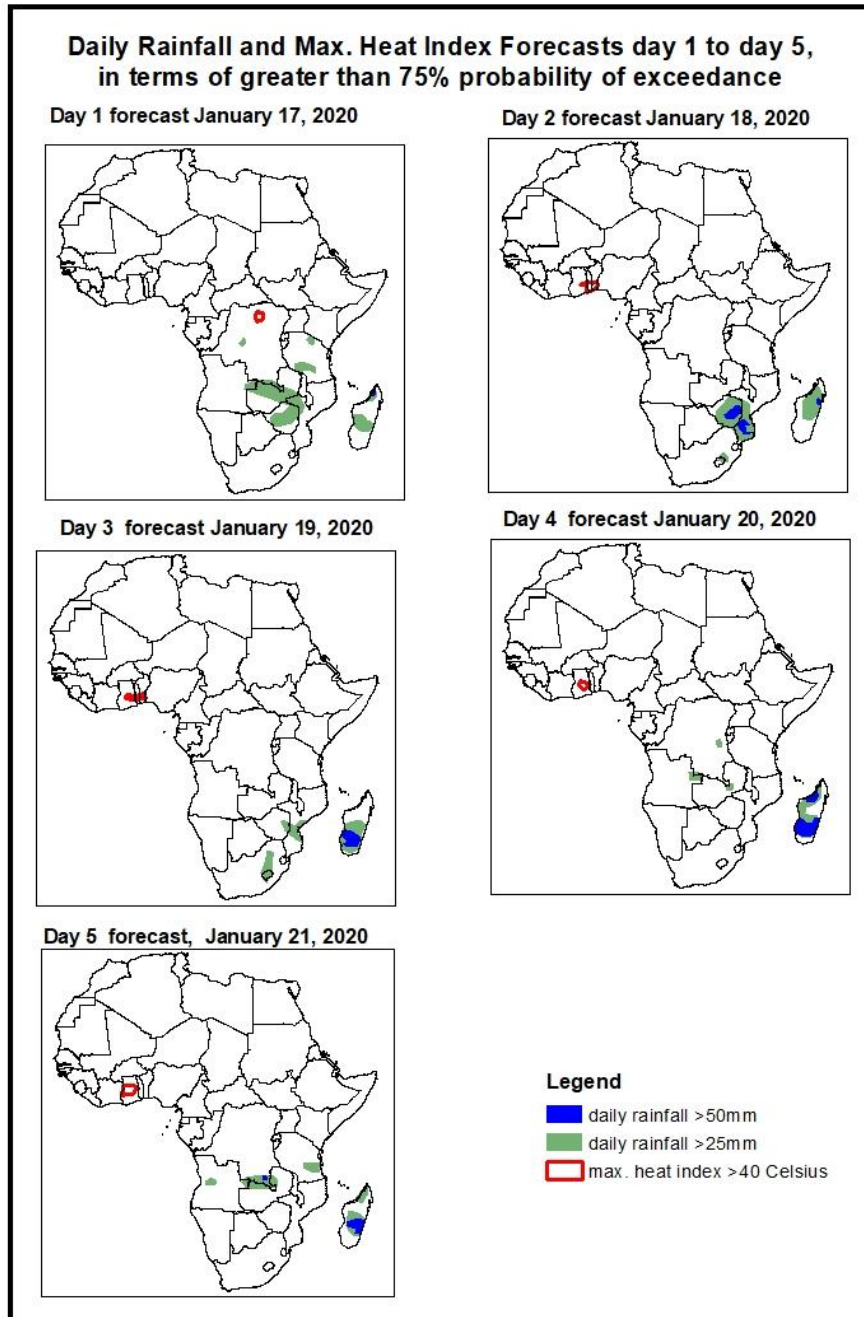 Daily Rainfall and Max. Heat Index Forecasts day 1 to day 5,
in terms of greater than 75% probability of exceedance
Day 1 forecast January 17, 2020
Day 2 forecast January 18, 2020
Day 3 forecast January 19, 2020
Day 4 forecast January 20, 2020
Day 5 forecast, January 21, 2020
Legend
daily rainfall >50mm
daily rainfall >25mm
max. heat index >40 Celsius